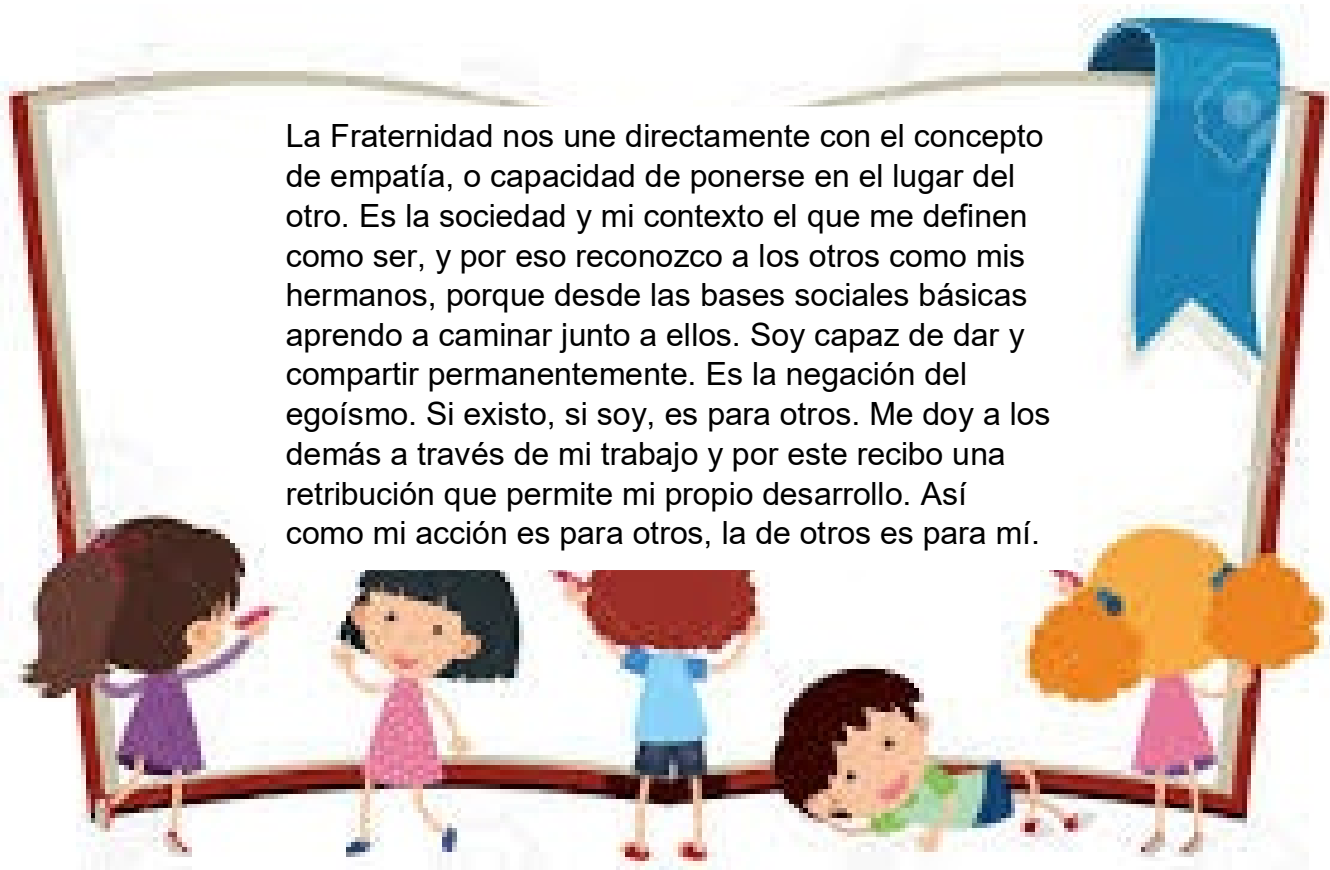 La Fraternidad nos une directamente con el concepto
de empatía, o capacidad de ponerse en el lugar del
otro. Es la sociedad y mi contexto el que me definen
como ser, y por eso reconozco a los otros como mis
hermanos, porque desde las bases sociales básicas
aprendo a caminar junto a ellos. Soy capaz de dar y
compartir permanentemente. Es la negación del
egoísmo. Si existo, si soy, es para otros. Me doy a los
demás a través de mi trabajo y por este recibo una
retribución que permite mi propio desarrollo. Así
como mi acción es para otros, la de otros es para mí.